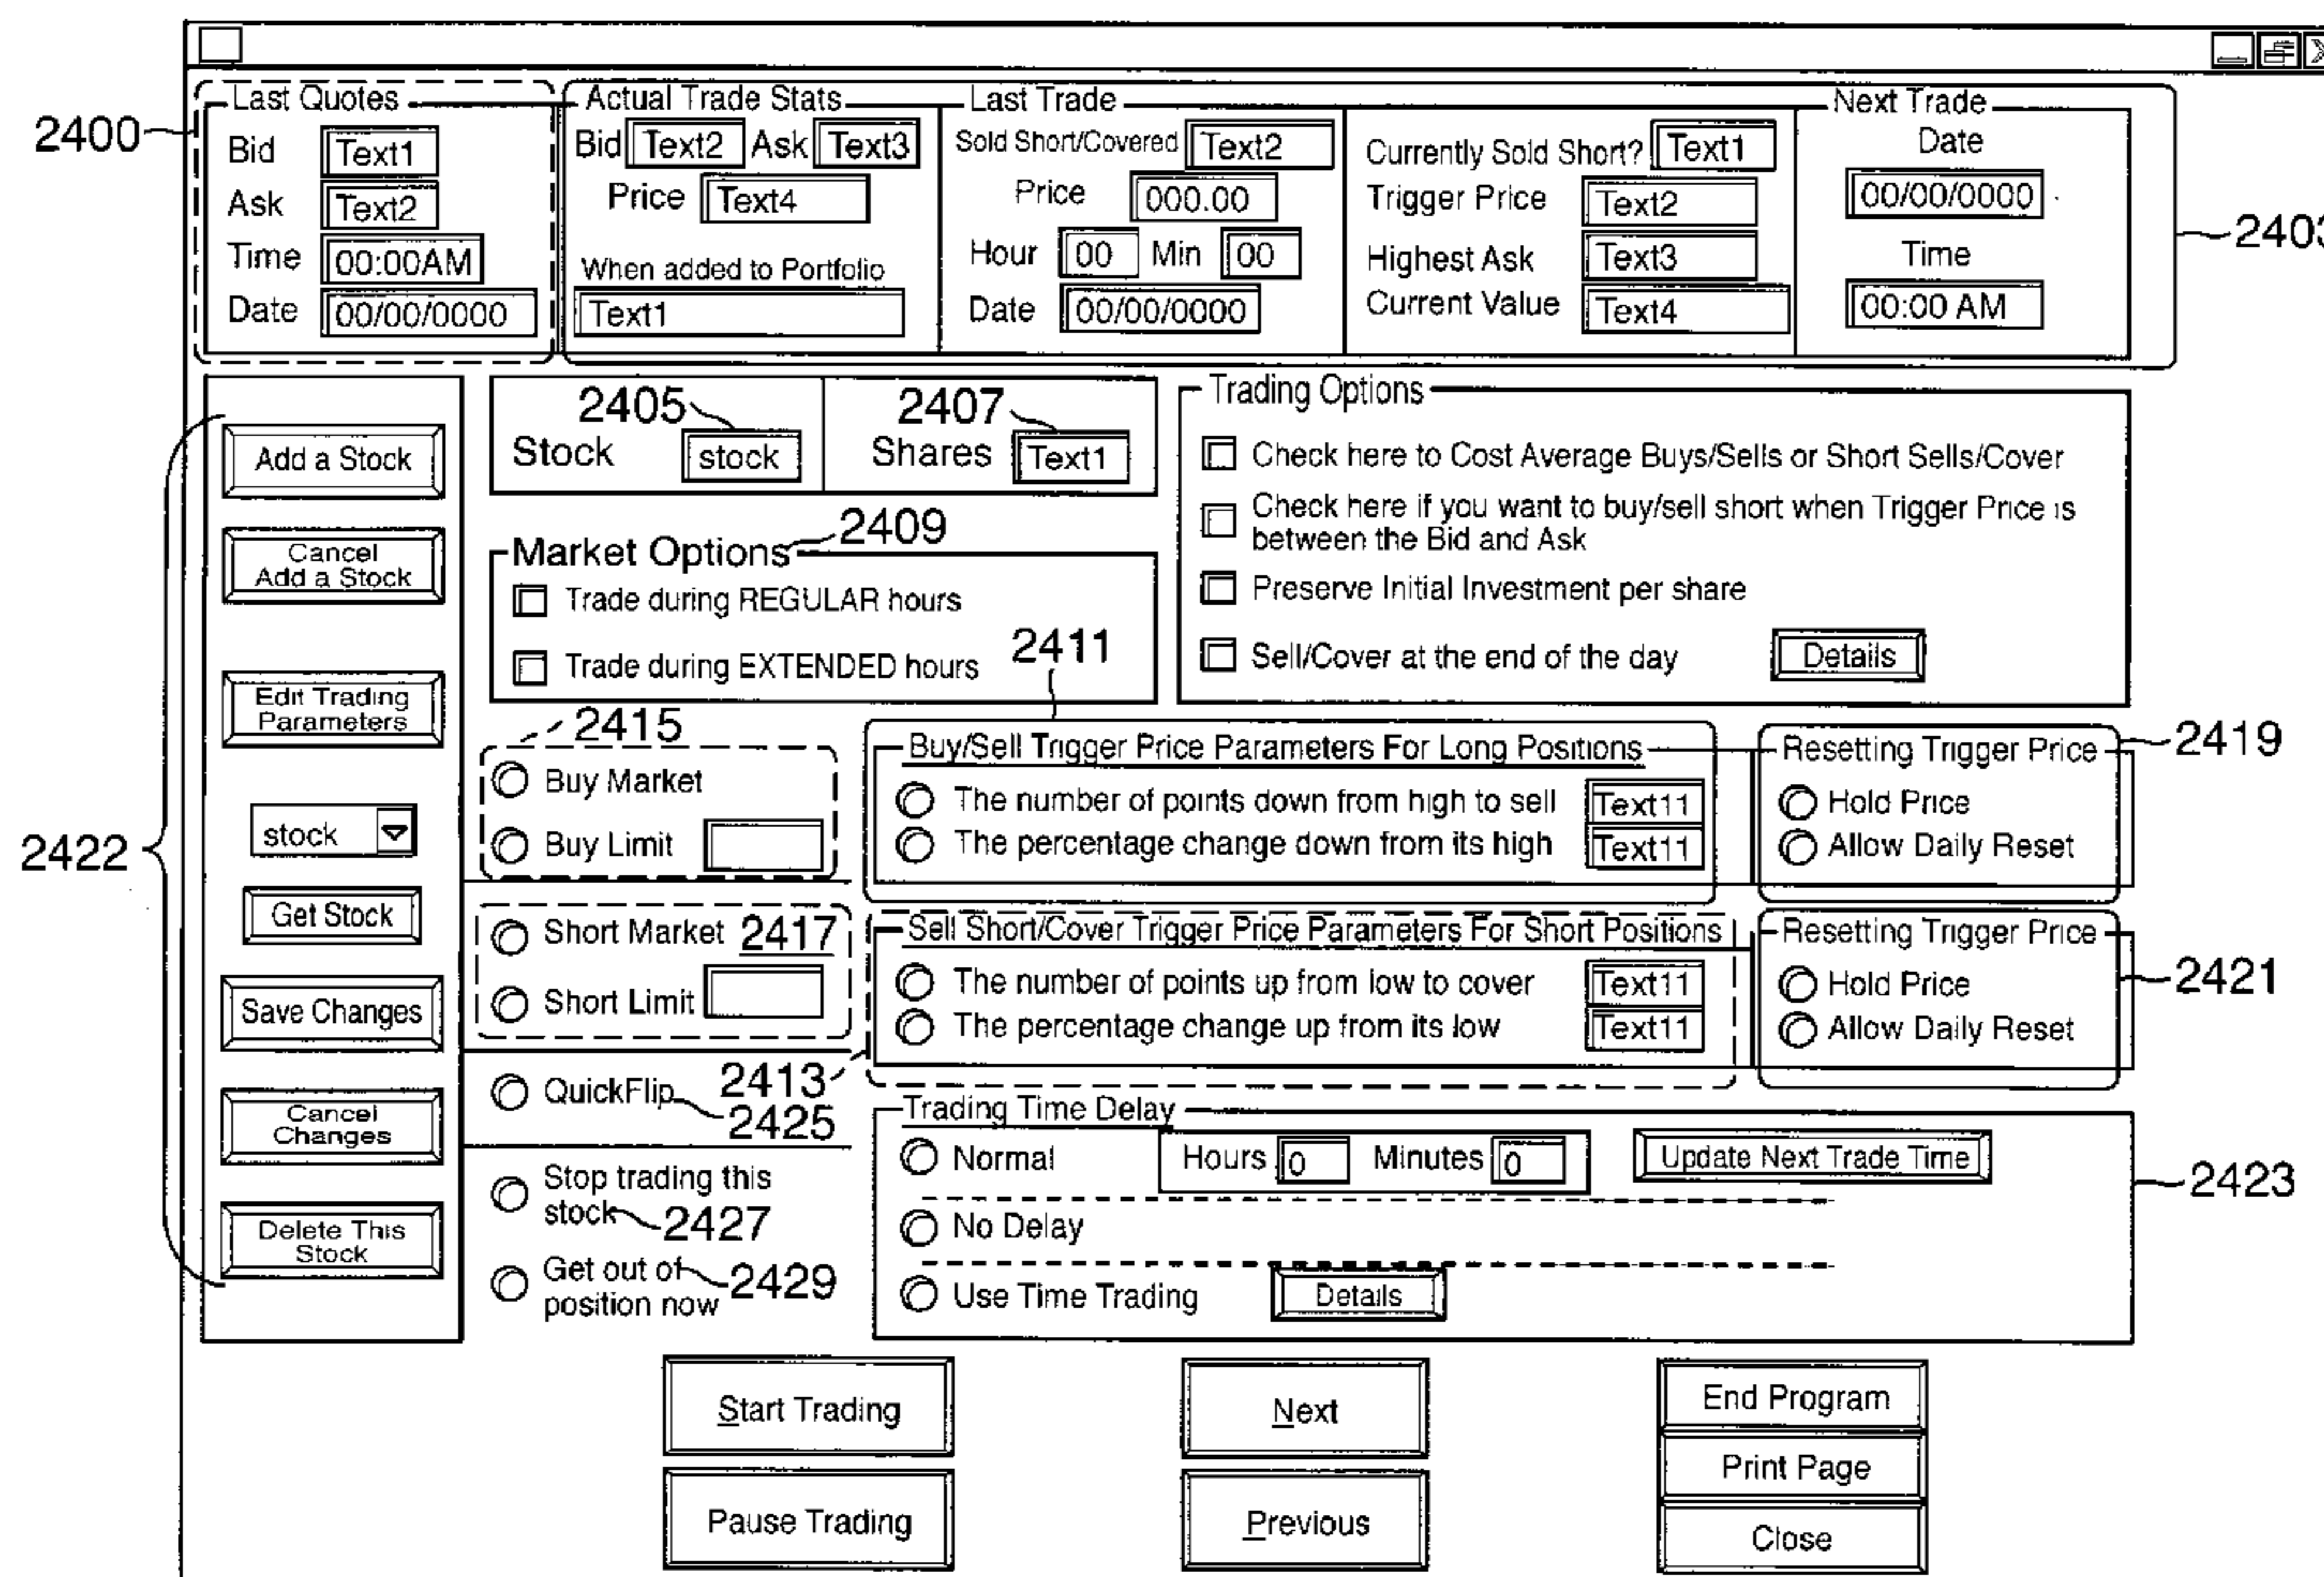 2400
Last Quotes
Bid Text1
Ask Text2
Time 00:00AM
Date 00/00/0000
Actual Trade Stats
Bid Text2 Ask Text3
Price Text4
When added to Portfolio
Text1
Last Trade
Sold Short/Covered Text2
Price 000.00
Hour 00 Min 00
Date 00/00/0000
Currently Sold Short? Text1
Trigger Price Text2
Highest Ask Text3
Current Value Text4
Next Trade
Date
00/00/0000
Time
00:00 AM
2403
2422
Add a Stock
Cancel
Add a Stock
Edit Trading
Parameters
stock
Get Stock
Save Changes
Cancel
Changes
Delete This
Stock
2405
Stock stock
2407
Shares Text1
Market Options 2409
Trade during REGULAR hours
Trade during EXTENDED hours
Trading Options
Check here to Cost Average Buys/Sells or Short Sells/Cover
Check here if you want to buy/sell short when Trigger Price is
between the Bid and Ask
Preserve Initial Investment per share
Sell/Cover at the end of the day Details
2415
Buy Market
Buy Limit
2411
Buy/Sell Trigger Price Parameters For Long Positions
The number of points down from high to sell Text11
The percentage change down from its high Text11
Resetting Trigger Price 2419
Hold Price
Allow Daily Reset
Short Market 2417
Short Limit
2413
Sell Short/Cover Trigger Price Parameters For Short Positions
The number of points up from low to cover Text11
The percentage change up from its low Text11
Resetting Trigger Price
Hold Price
Allow Daily Reset
2421
QuickFlip
2425
Stop trading this
stock 2427
Get out of
position now
2429
Trading Time Delay
Normal Hours 0 Minutes 0 Update Next Trade Time
No Delay
Use Time Trading Details
2423
Start Trading
Pause Trading
Next
Previous
End Program
Print Page
Close